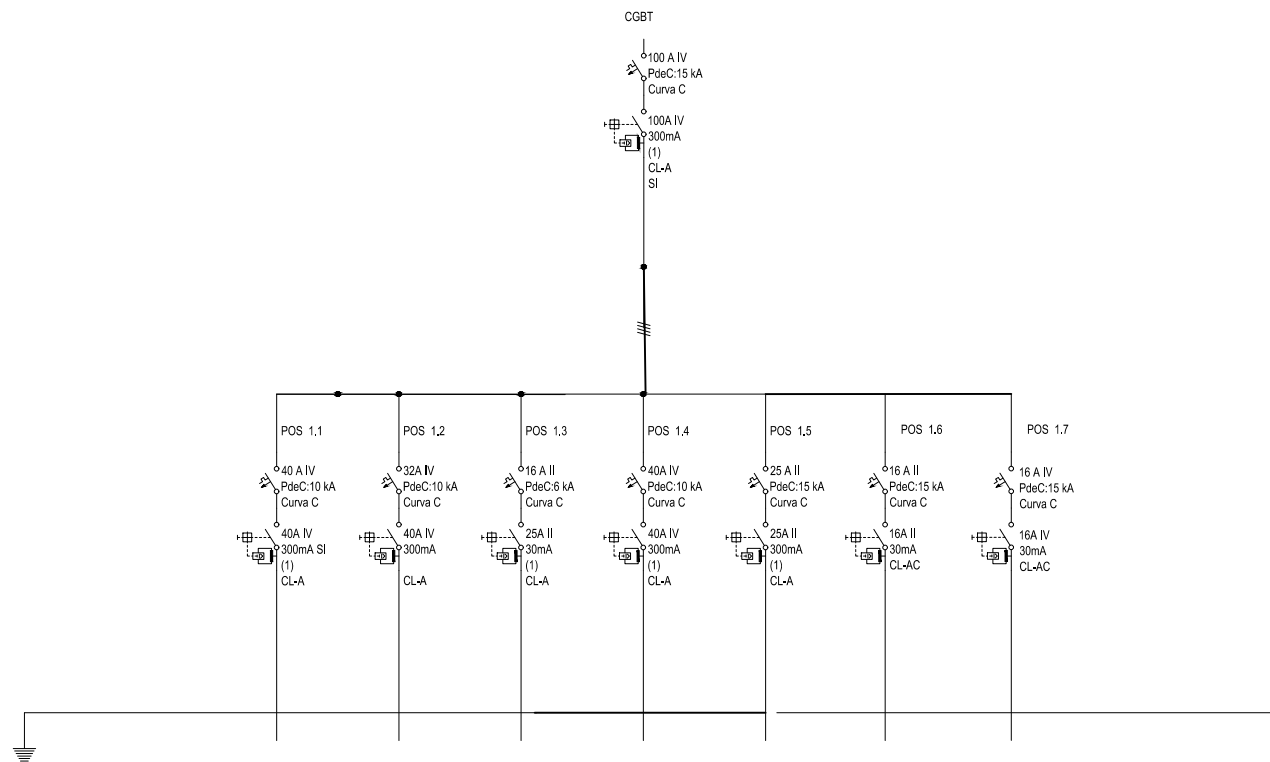 CGBT
100 A IV
PdeC:15 kA
Curva C
100A IV
300mA
(1)
CL-A
SI
POS 1.1
40 A IV
PdeC:10 kA
Curva C
40A IV
300mA SI
(1)
CL-A
POS 1.2
32A IV
PdeC:10 kA
Curva C
40A IV
300mA
CL-A
POS 1.3
16 A II
PdeC:6 kA
Curva C
25A II
30mA
(1)
CL-A
POS 1.4
40A IV
PdeC:10 kA
Curva C
40A IV
300mA
(1)
CL-A
POS 1.5
25 A II
PdeC:15 kA
Curva C
25A II
300mA
(1)
CL-A
POS 1.6
16 A II
PdeC:15 kA
Curva C
16A II
30mA
CL-AC
POS 1.7
16 A IV
PdeC:15 kA
Curva C
16A IV
30mA
CL-AC